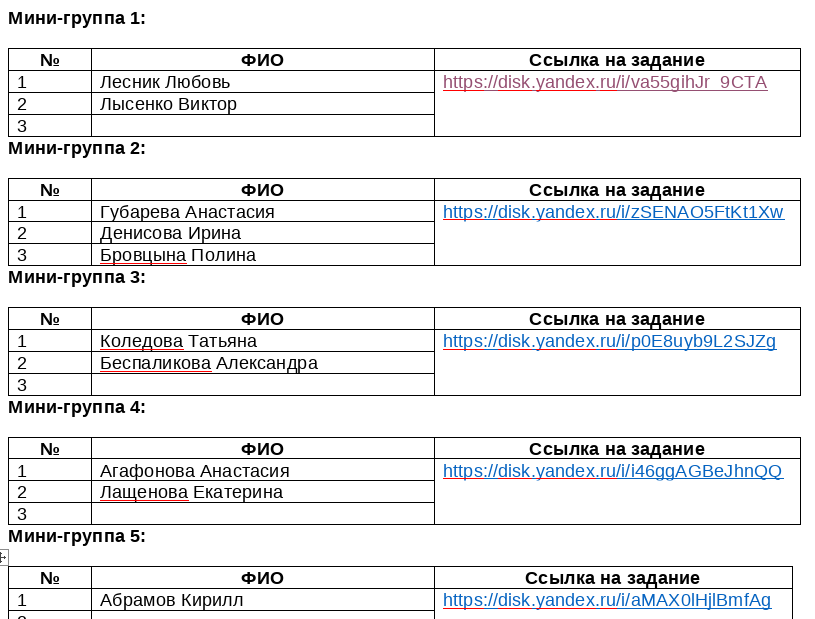 Мини-группа 1:
№ ФИО Ссылка на задание
1 Лесник Любовь https://disk.yandex.ru/i/va55gihJr_9CTA
2 Лысенко Виктор
3
Мини-группа 2:
№ ФИО Ссылка на задание
1 Губарева Анастасия https://disk.yandex.ru/i/zSENAO5FtKt1Xw
2 Денисова Ирина
3 Бровцына Полина
Мини-группа 3:
№ ФИО Ссылка на задание
1 Коледова Татьяна https://disk.yandex.ru/i/p0E8uyb9L2SJZg
2 Беспаликова Александра
3
Мини-группа 4:
№ ФИО Ссылка на задание
1 Агафонова Анастасия https://disk.yandex.ru/i/i46ggAGBeJhnQQ
2 Лащенова Екатерина
3
Мини-группа 5:
№ ФИО Ссылка на задание
1 Абрамов Кирилл https://disk.yandex.ru/i/aMAX0lHjlBmfAg